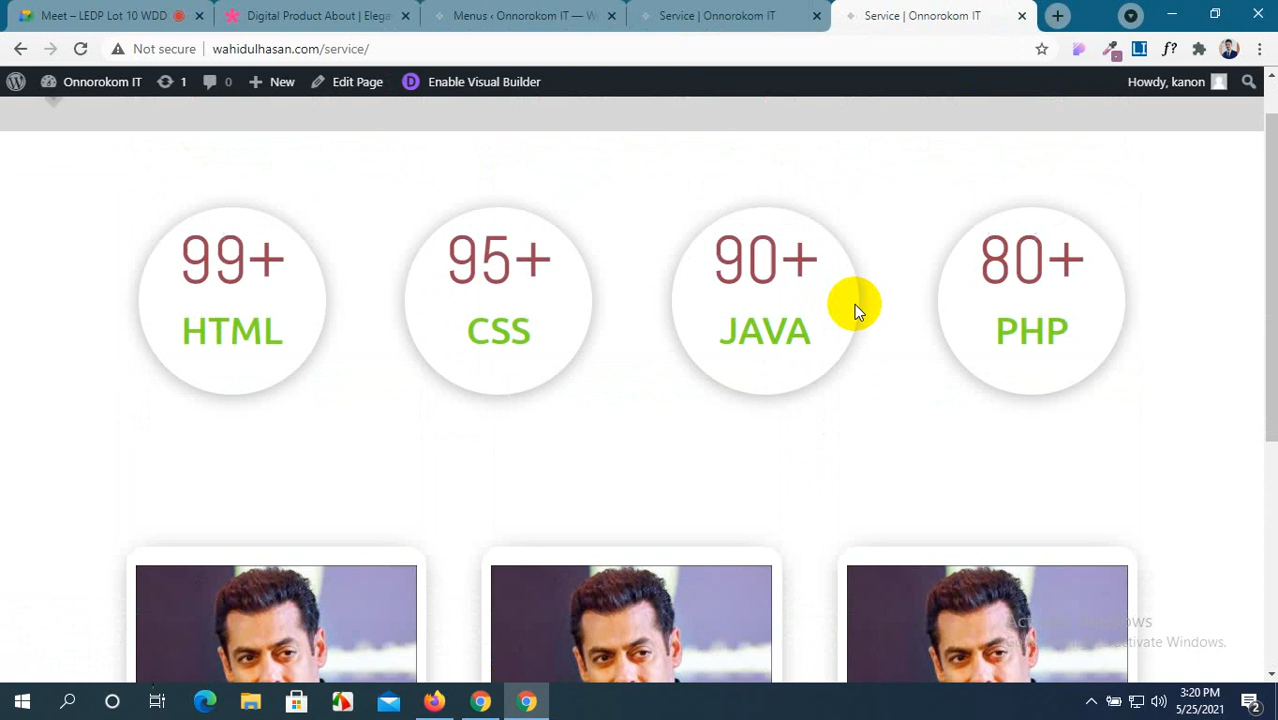 Meet – LEDP Lot 10 WDD
Digital Product About | Elega
Menus ‹ Onnorokom IT — W
Service | Onnorokom IT
Service | Onnorokom IT
Not secure
wahidulhasan.com/service/
Onnorokom IT
1
0
New
Edit Page
D
Enable Visual Builder
Howdy, kanon
99+
95+
90+
80+
HTML
CSS
JAVA
PHP
3:20 PM
5/25/2021
2